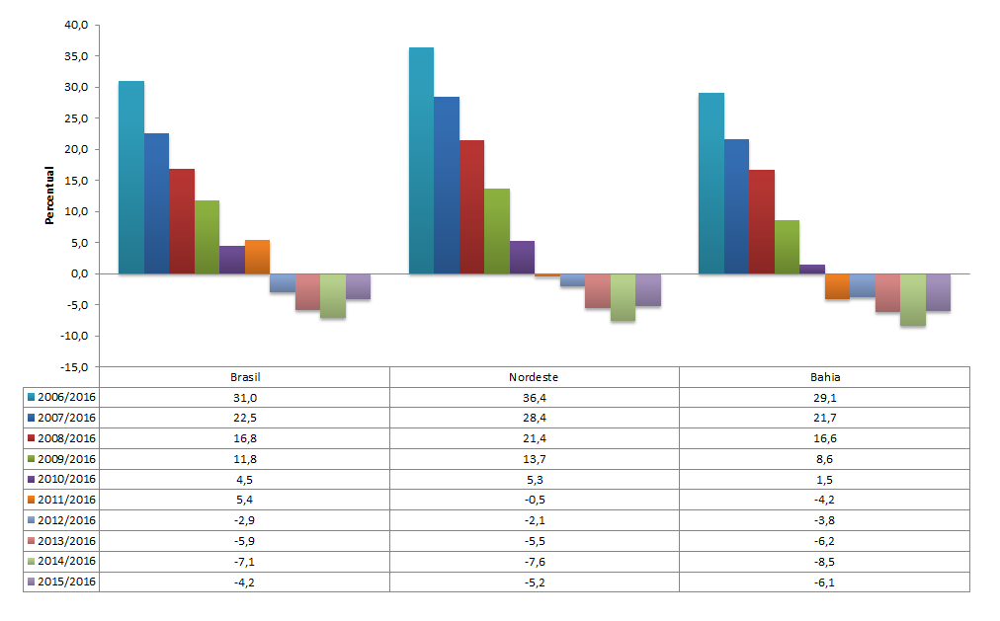 40,0
35,0
30,0
25,0
20,0
15,0
10,0
5,0
0,0
-5,0
-10,0
-15,0
Percentual
Brasil Nordeste Bahia
2006/2016 31,0 36,4 29,1
2007/2016 22,5 28,4 21,7
2008/2016 16,8 21,4 16,6
2009/2016 11,8 13,7 8,6
2010/2016 4,5 5,3 1,5
2011/2016 5,4 -0,5 -4,2
2012/2016 -2,9 -2,1 -3,8
2013/2016 -5,9 -5,5 -6,2
2014/2016 -7,1 -7,6 -8,5
2015/2016 -4,2 -5,2 -6,1